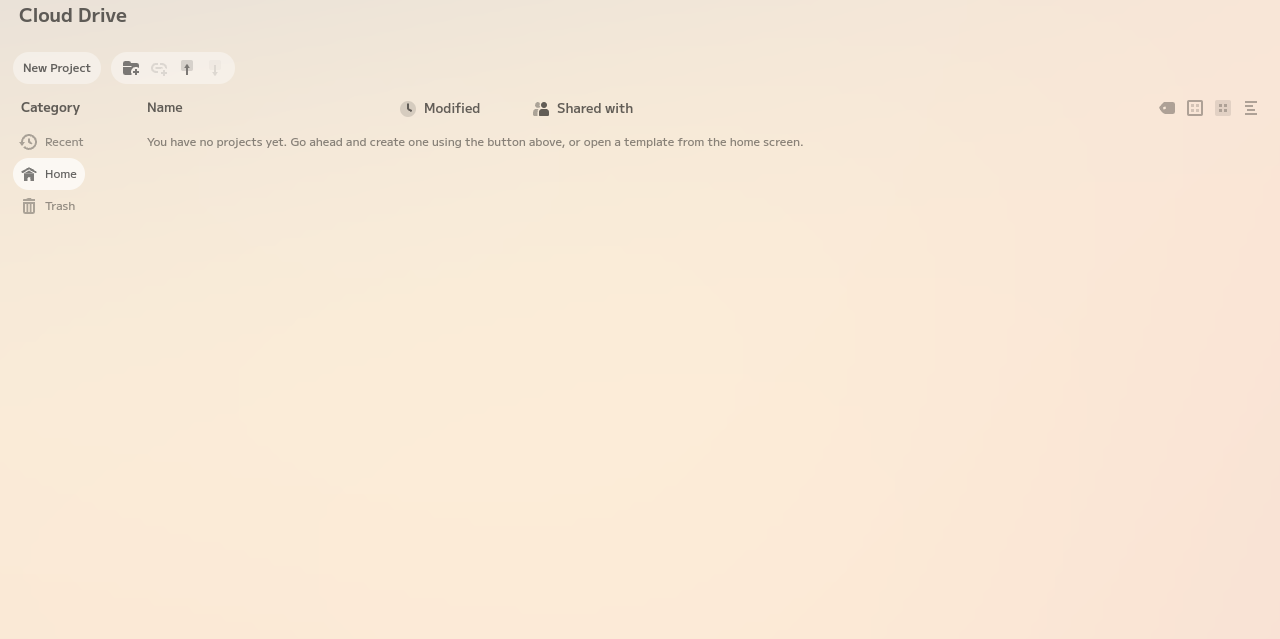 Cloud Drive
New Project
Category
Name
Modified
Shared with
Recent
You have no projects yet. Go ahead and create one using the button above, or open a template from the home screen.
Home
Trash